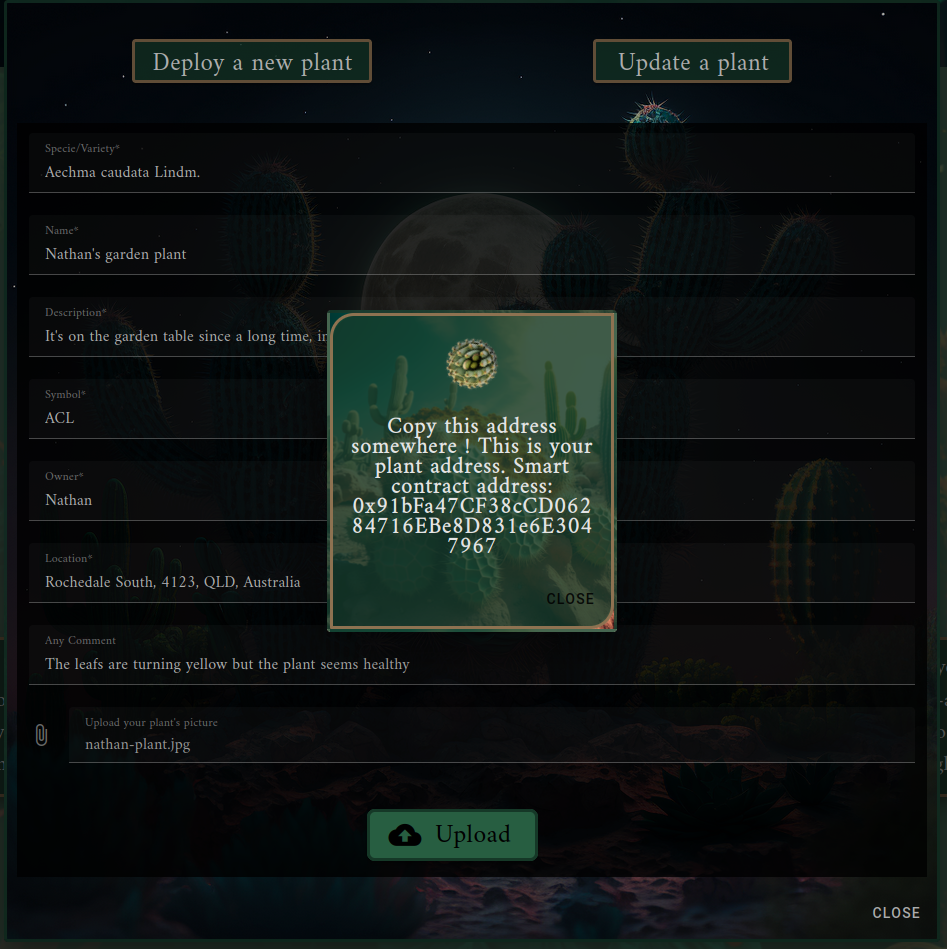 Deploy a new plant
Update a plant
Specie/Variety*
Aechma caudata Lindm.
Name*
Nathan's garden plant
Description*
It's on the garden table since a long time,
Symbol*
ACL
Owner*
Nathan
Location*
Rochedale South, 4123, QLD, Australia
Any Comment
The leafs are turning yellow but the plant seems healthy
Upload your plant's picture
nathan-plant.jpg
Upload
CLOSE
Copy this address
somewhere ! This is your
plant address. Smart
contract address:
0x91bFa47CF38cCD062
84716EBe8D831e6E304
7967
CLOSE